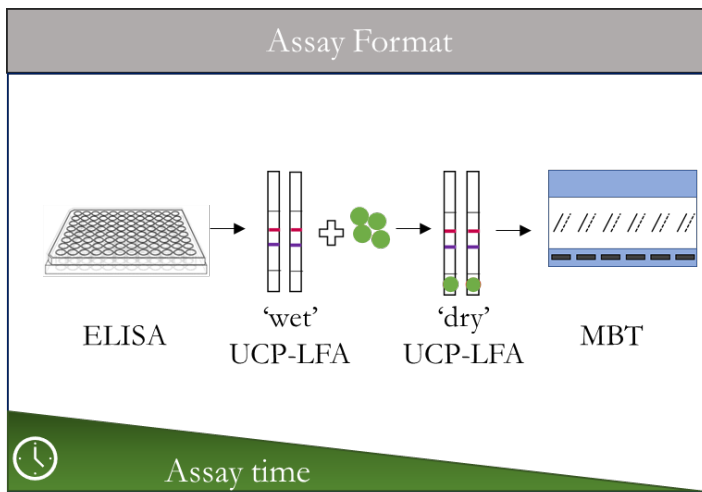 Assay Format
ELISA
‘wet’
UCP-LFA
‘dry’
UCP-LFA
MBT
Assay time